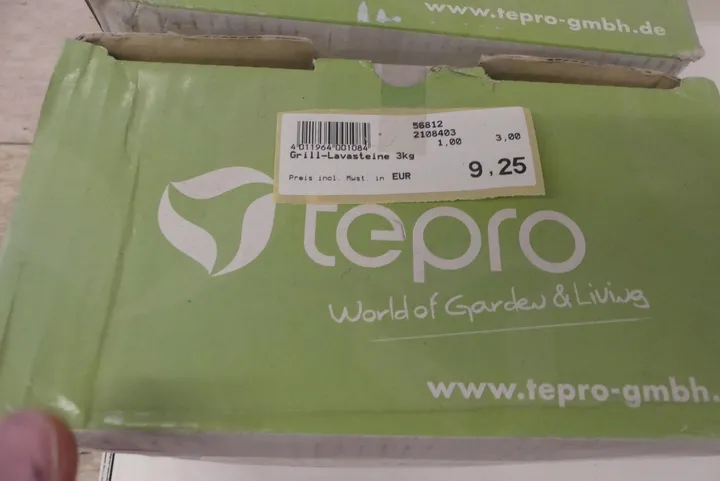 www.tepro-gmbh.de
56812
2108403
1,00 3,00
4 011964 001084
Grill-Lavasteine 3kg
Preis incl. Mwst. in EUR 9,25
tepro
World of Garden & Living
www.tepro-gmbh.